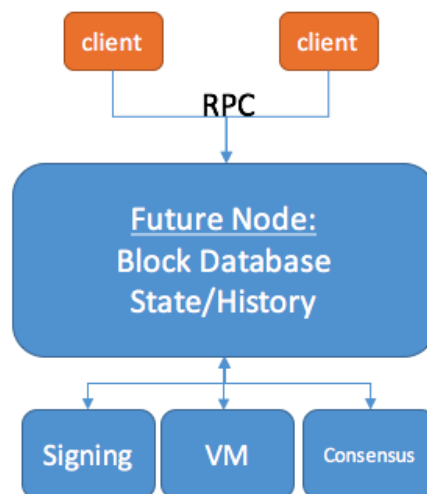 client client
RPC
Future Node:
Block Database
State/History
Signing VM Consensus